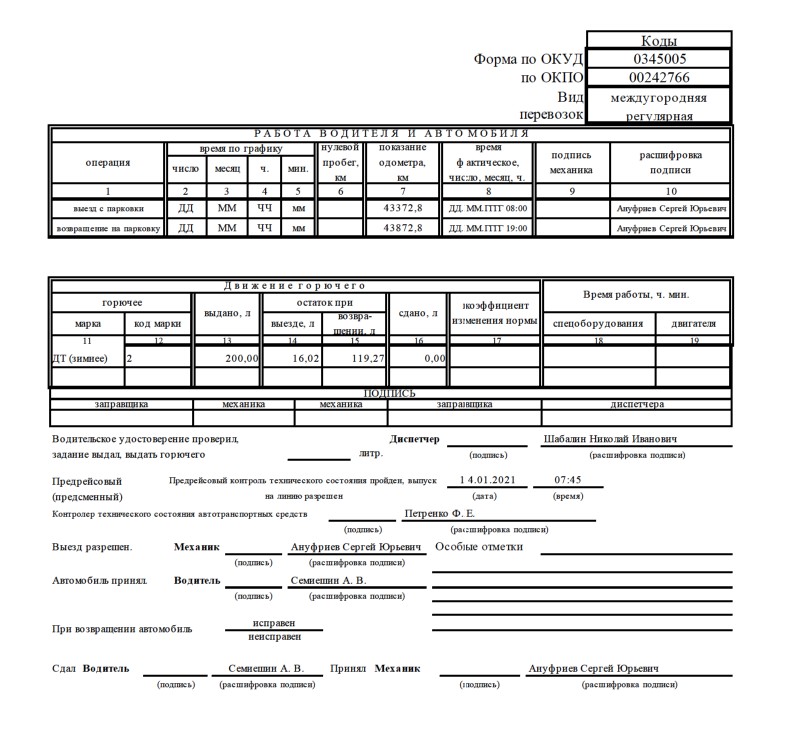 Коды
Форма по ОКУД 0345005
по ОКПО 00242766
Вид перевозок междугородняя регулярная
РАБОТА ВОДИТЕЛЯ И АВТОМОБИЛЯ
операция время по графику нулевой пробег, км показание одометра, км время фактическое, число, месяц, ч. подпись механика расшифровка подписи
число месяц ч. мин.
1 2 3 4 5 6 7 8 9 10
выезд с парковки ДД ММ ЧЧ мм 43372,8 ДД. ММ.ГГГГ 08:00 Ануфриев Сергей Юрьевич
возвращение на парковку ДД ММ ЧЧ мм 43872,8 ДД. ММ.ГГГГ 19:00 Ануфриев Сергей Юрьевич
Движение горючего Время работы, ч. мин.
горючее выдано, л остаток при сдано, л коэффициент изменения нормы
марка код марки выезде, л возвра-щении, л спецоборудования двигателя
11 12 13 14 15 16 17 18 19
ДТ (зимнее) 2 200,00 16,02 119,27 0,00
ПОДПИСЬ
заправщика механика механика заправщика диспетчера
Водительское удостоверение проверил, Диспетчер Шабалин Николай Иванович
задание выдал, выдать горючего литр. (подпись) (расшифровка подписи)
Предрейсовый Предрейсовый контроль технического состояния пройден, выпуск 14.01.2021 07:45
(предсменный) на линию разрешен (дата) (время)
Контролер технического состояния автотранспортных средств Петренко Ф. Е.
(подпись) (расшифровка подписи)
Выезд разрешен. Механик Ануфриев Сергей Юрьевич Особые отметки
(подпись) (расшифровка подписи)
Автомобиль принял. Водитель Семиешин А. В.
(подпись) (расшифровка подписи)
При возвращении автомобиль исправен
неисправен
Сдал Водитель Семиешин А. В. Принял Механик Ануфриев Сергей Юрьевич
(подпись) (расшифровка подписи) (подпись) (расшифровка подписи)